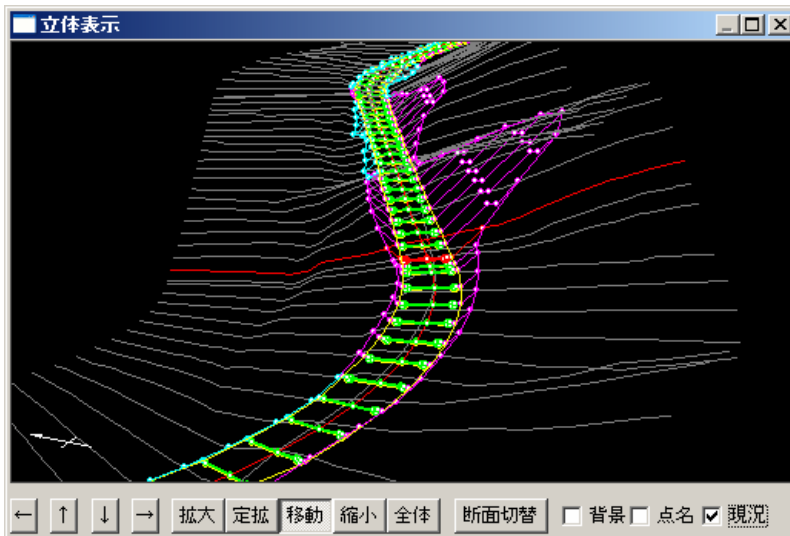 立体表示
← ↑ ↓ → 拡大 定拡 移動 縮小 全体 断面切替 背景 点名 現況